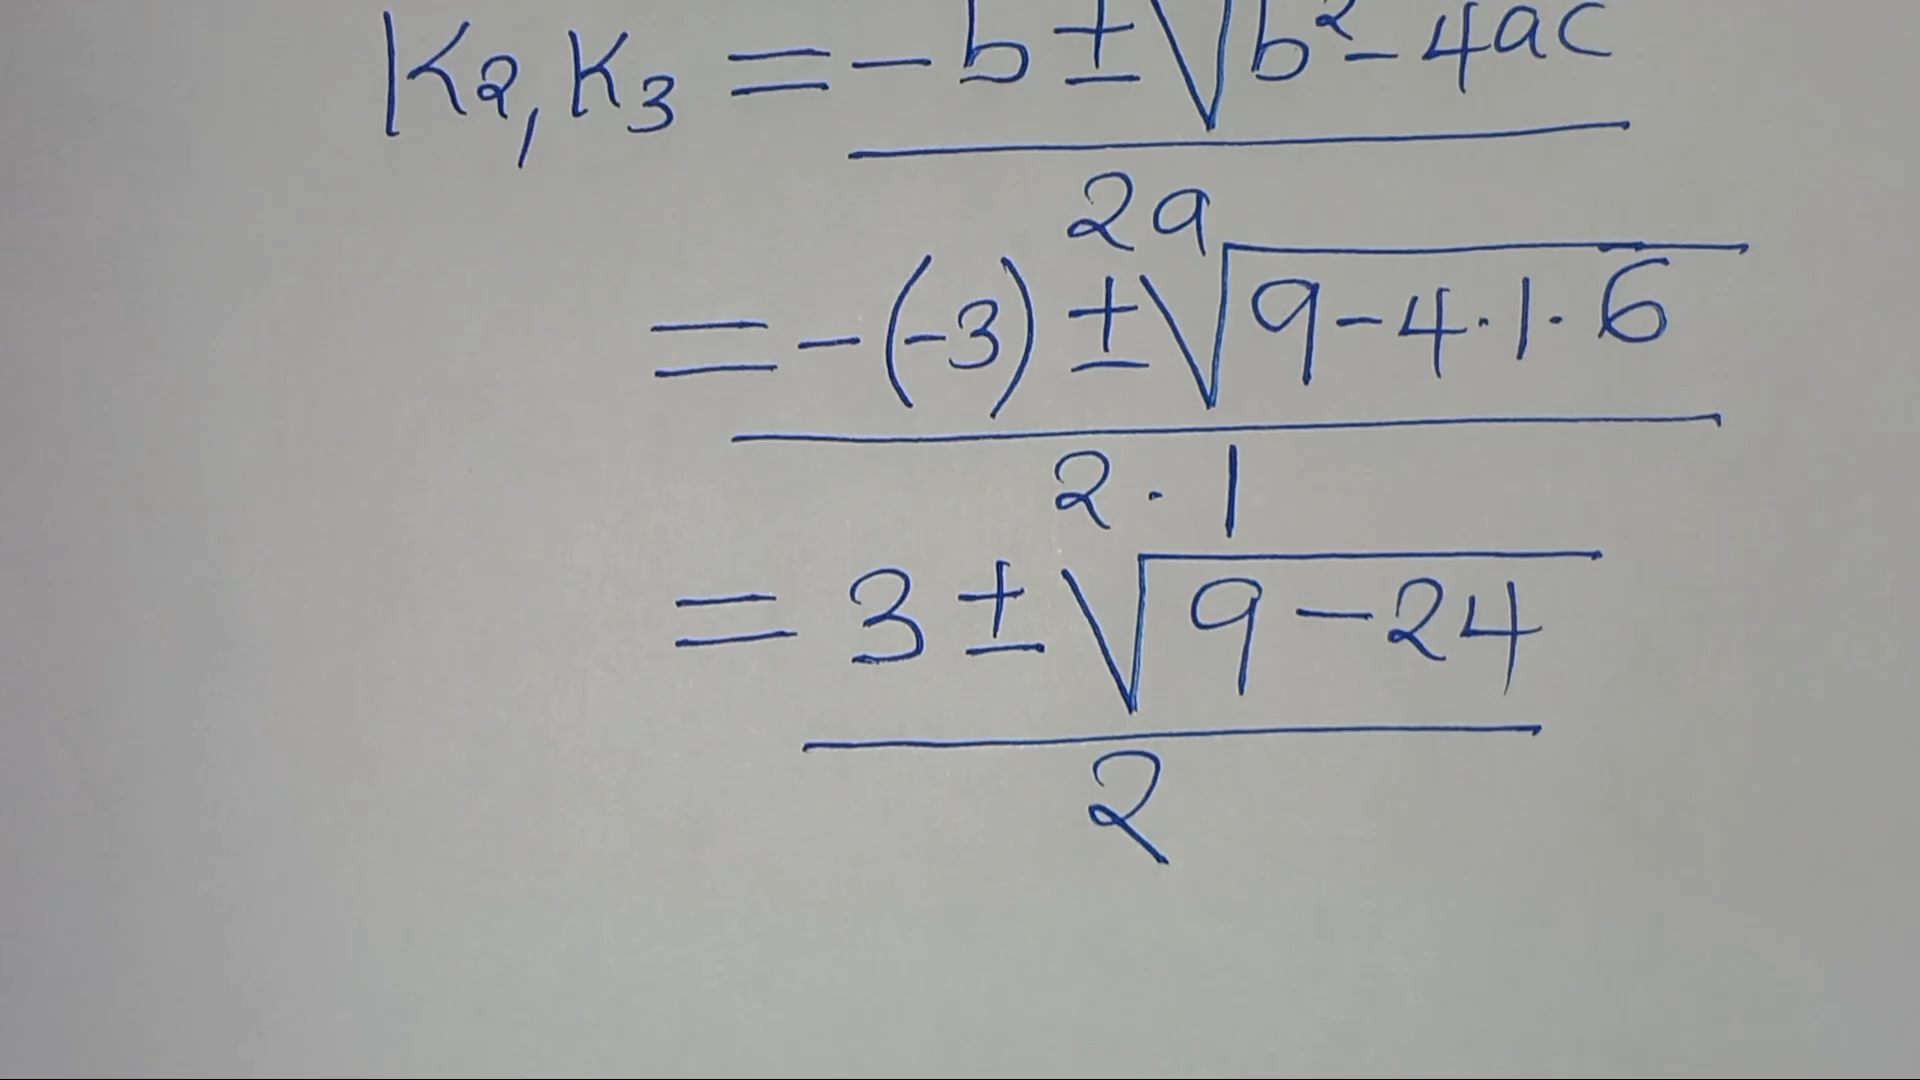 K₂,K₃ = -b ± √b² - 4ac
2a
= -(-3) ± √9 - 4·1·6
2·1
= 3 ± √9 - 24
2